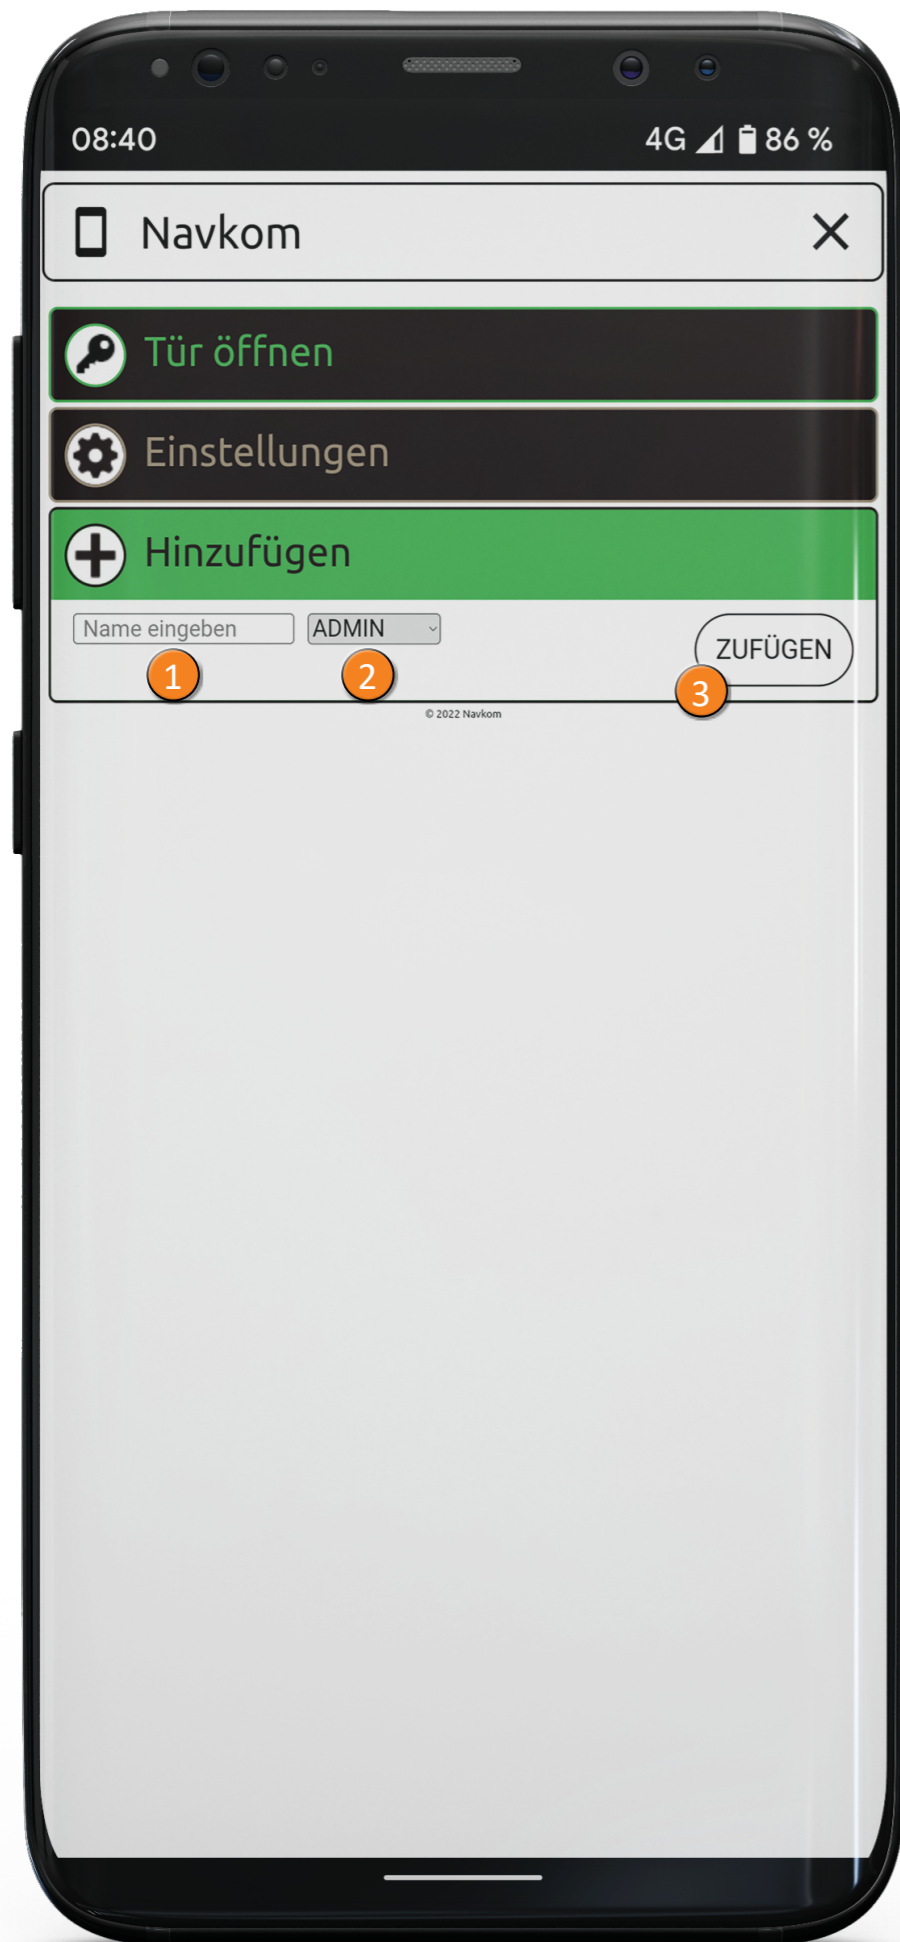 08:40 4G 86 %
Navkom
Tür öffnen
Einstellungen
Hinzufügen
Name eingeben ADMIN ZUFÜGEN
1 2 3
© 2022 Navkom